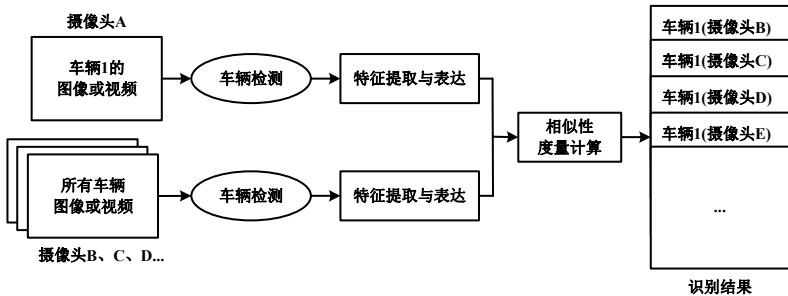 摄像头A
车辆1的
图像或视频
车辆检测
特征提取与表达
所有车辆
图像或视频
摄像头B、C、D...
车辆检测
特征提取与表达
相似性
度量计算
车辆1(摄像头B)
车辆1(摄像头C)
车辆1(摄像头D)
车辆1(摄像头E)
...
识别结果